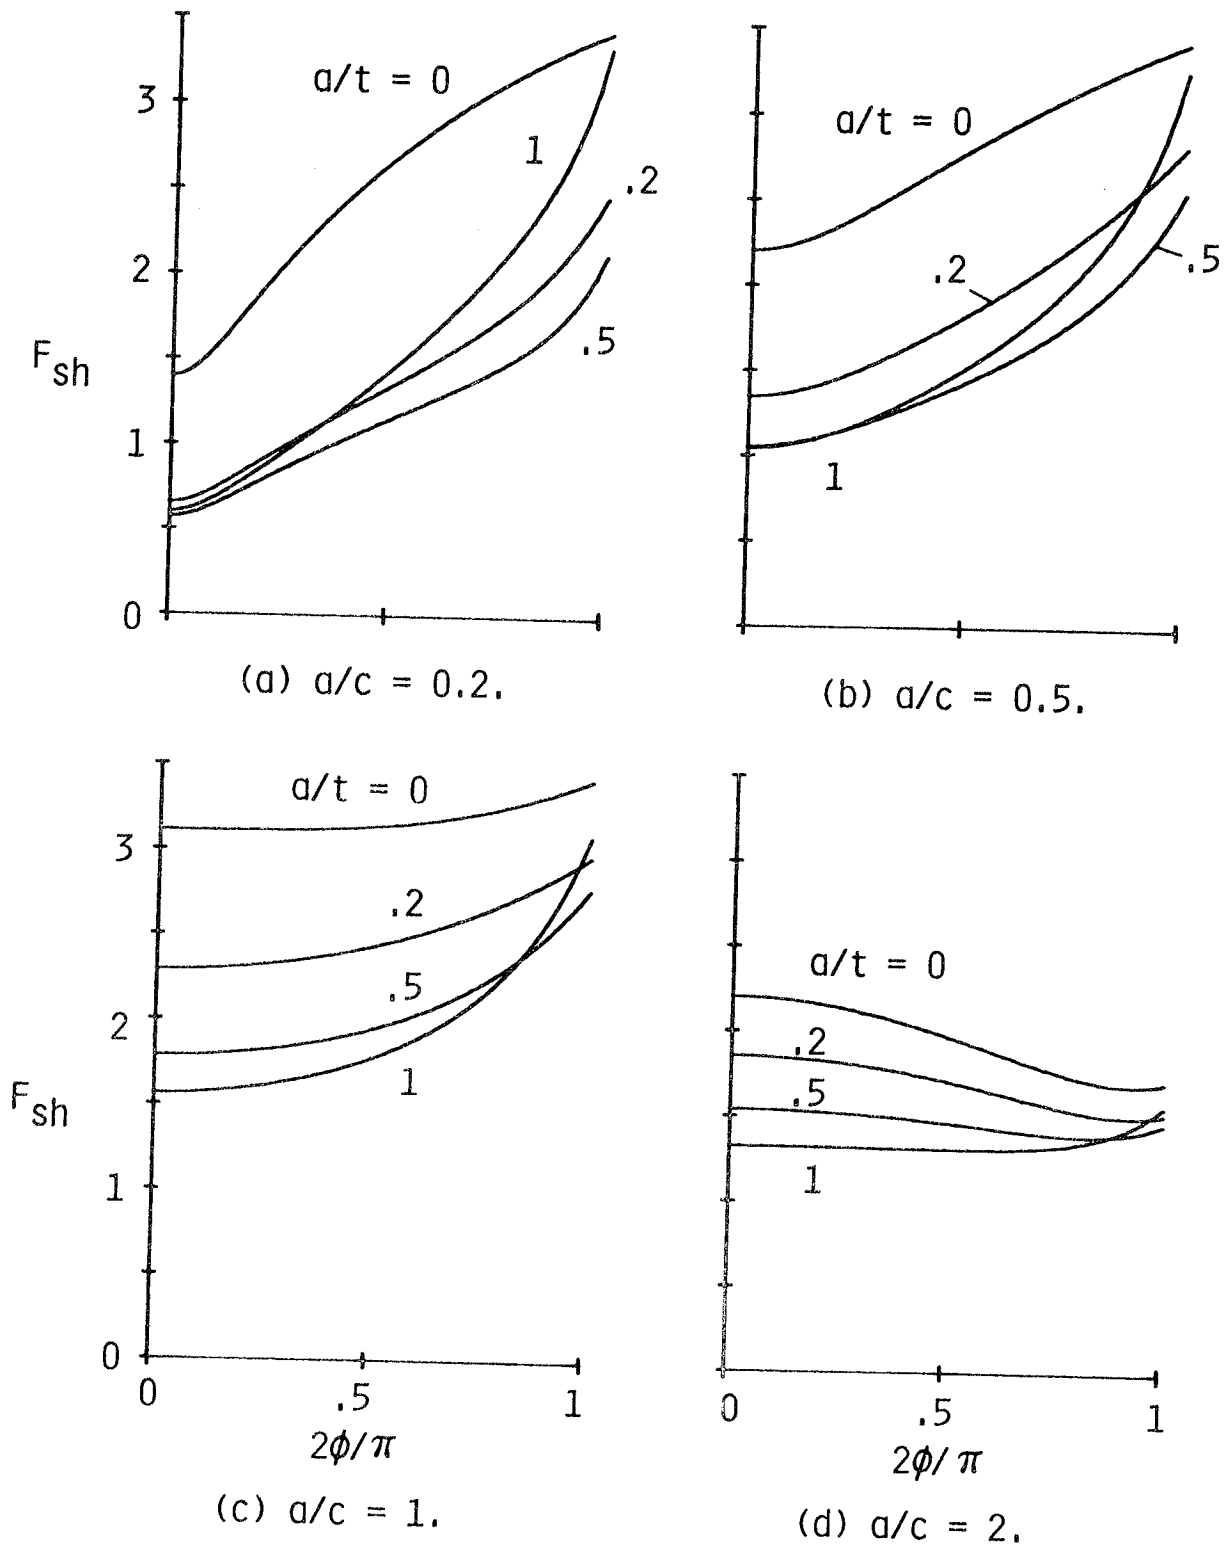 a/t = 0
3
1
.2
2
.5
F_sh
1
0
(a) a/c = 0.2.
a/t = 0
.2
.5
1
(b) a/c = 0.5.
a/t = 0
3
.2
.5
2
1
F_sh
1
0
0
.5
1
2ϕ/π
(c) a/c = 1.
a/t = 0
.2
.5
1
0
.5
1
2ϕ/π
(d) a/c = 2.